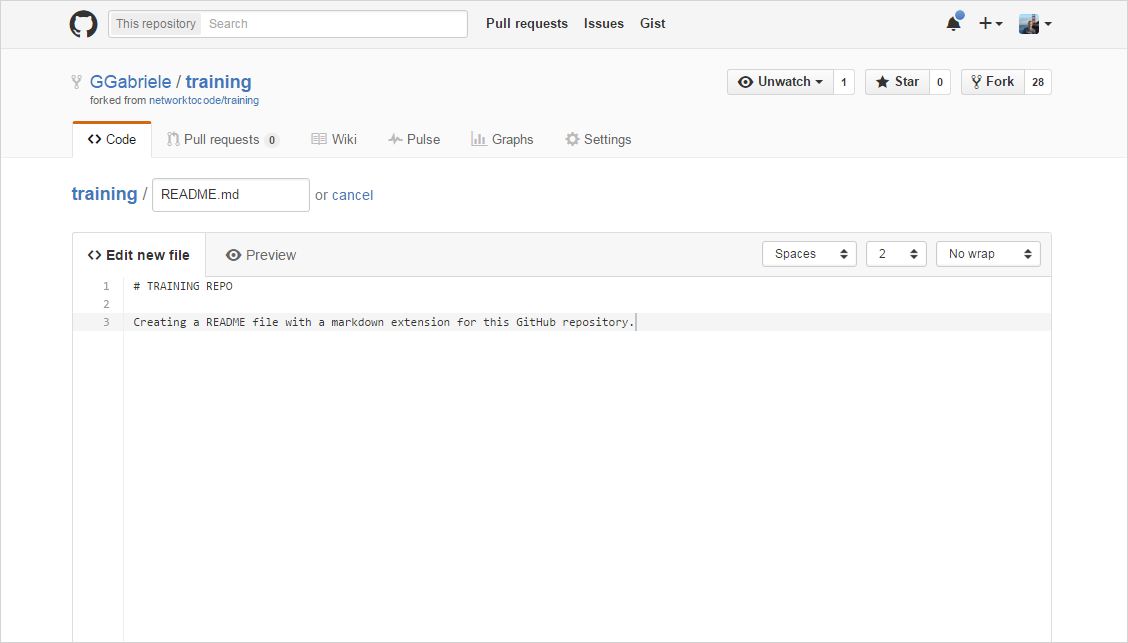 This repository Search Pull requests Issues Gist
GGabriele / training
forked from networktocode/training
Unwatch 1 Star 0 Fork 28
Code Pull requests 0 Wiki Pulse Graphs Settings
training / README.md or cancel
Edit new file Preview Spaces 2 No wrap
1 # TRAINING REPO
2
3 Creating a README file with a markdown extension for this GitHub repository.